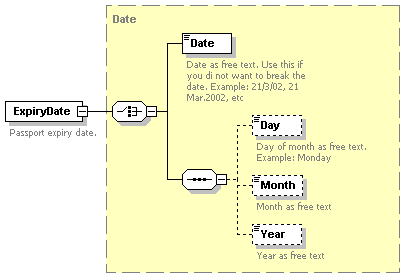 Date
Date
Date as free text. Use this if
you di not want to break the
date. Example: 21/3/02, 21
Mar.2002, etc
ExpiryDate
Passport expiry date.
Day
Day of month as free text.
Example: Monday
Month
Month as free text
Year
Year as free text